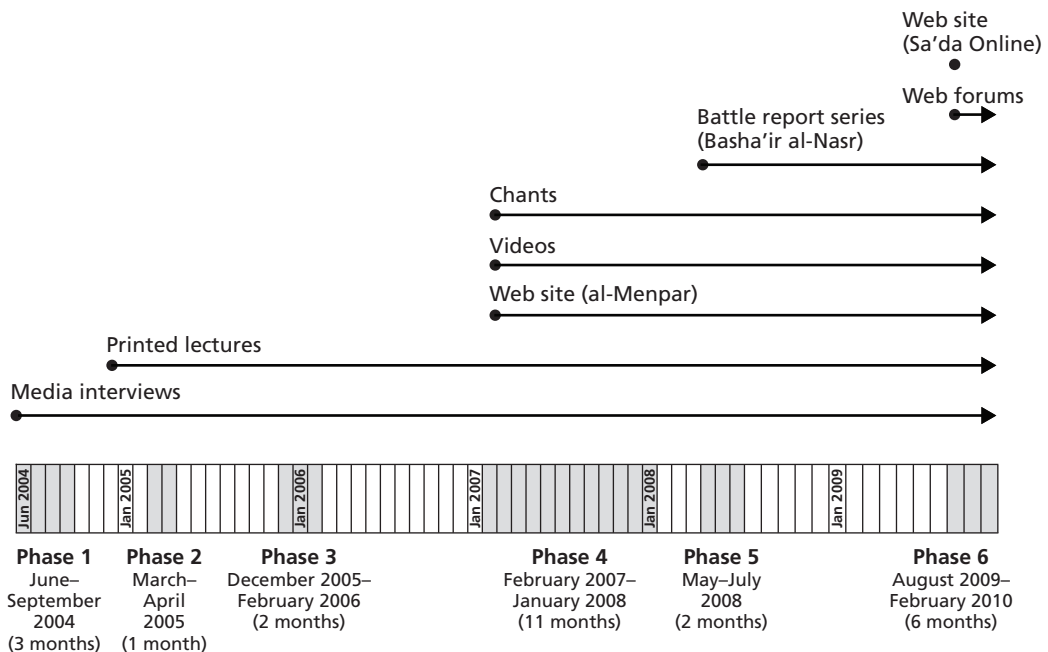 Web site
(Sa’da Online)
Web forums
Battle report series
(Basha’ir al-Nasr)
Chants
Videos
Web site (al-Menpar)
Printed lectures
Media interviews
Jun 2004
Jan 2005
Jan 2006
Jan 2007
Jan 2008
Jan 2009
Phase 1
June–
September
2004
(3 months)
Phase 2
March–
April
2005
(1 month)
Phase 3
December 2005–
February 2006
(2 months)
Phase 4
February 2007–
January 2008
(11 months)
Phase 5
May–July
2008
(2 months)
Phase 6
August 2009–
February 2010
(6 months)